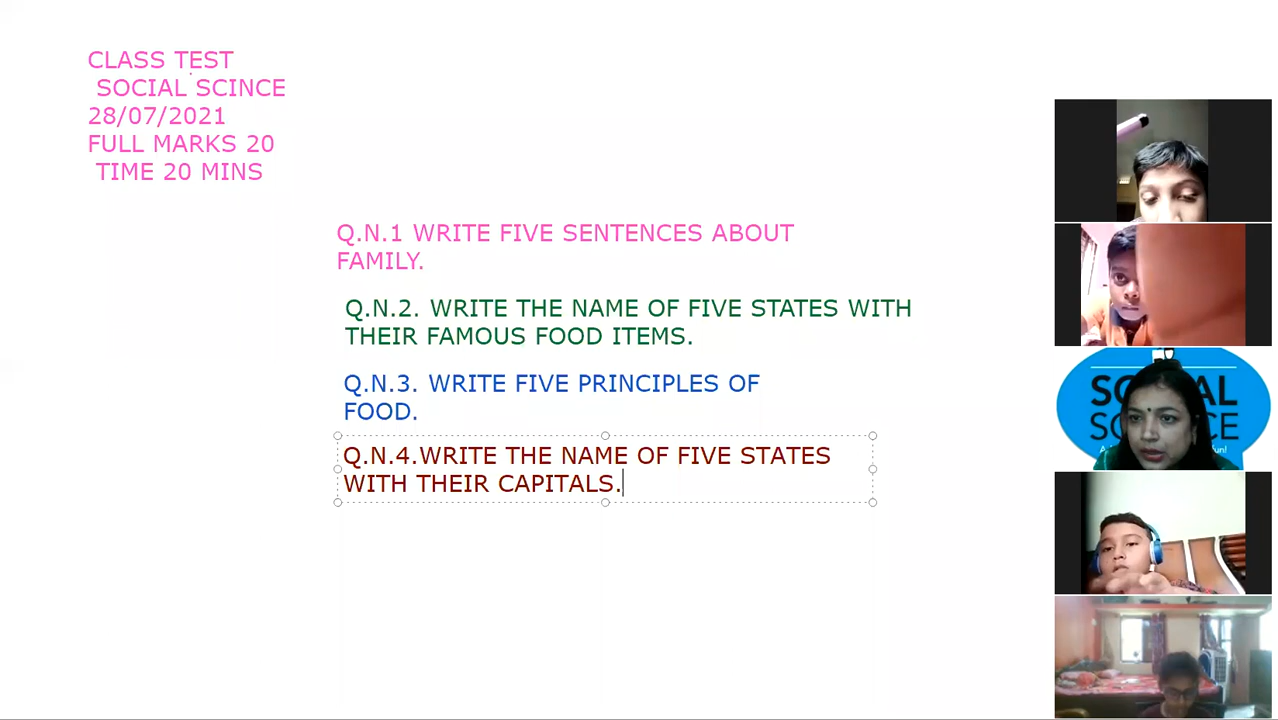 CLASS TEST
SOCIAL SCINCE
28/07/2021
FULL MARKS 20
TIME 20 MINS
Q.N.1 WRITE FIVE SENTENCES ABOUT
FAMILY.
Q.N.2. WRITE THE NAME OF FIVE STATES WITH
THEIR FAMOUS FOOD ITEMS.
Q.N.3. WRITE FIVE PRINCIPLES OF
FOOD.
Q.N.4.WRITE THE NAME OF FIVE STATES
WITH THEIR CAPITALS.